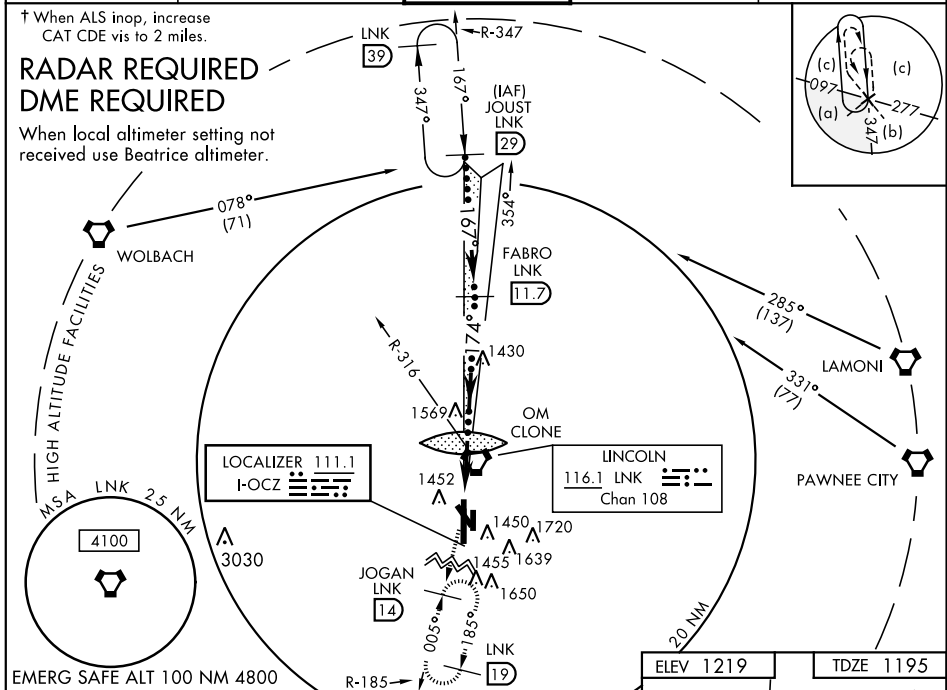 † When ALS inop, increase
CAT CDE vis to 2 miles.
RADAR REQUIRED
DME REQUIRED
When local altimeter setting not
received use Beatrice altimeter.
LNK
39
R-347
347°
167°
(IAF)
JOUST
LNK
29
(c)
(c)
097
277
(a)
(b)
347
078°
(71)
WOLBACH
167°
354°
FABRO
LNK
11.7
174°
285°
(137)
LAMONI
331°
(77)
PAWNEE CITY
HIGH ALTITUDE FACILITIES
R-316
1430
1569
OM
CLONE
LOCALIZER 111.1
I-OCZ
LINCOLN
116.1 LNK
Chan 108
1452
MSA LNK 25 NM
4100
3030
1450
1720
1455
1639
1650
JOGAN
LNK
14
005°
185°
LNK
19
R-185
20 NM
EMERG SAFE ALT 100 NM 4800
ELEV 1219
TDZE 1195